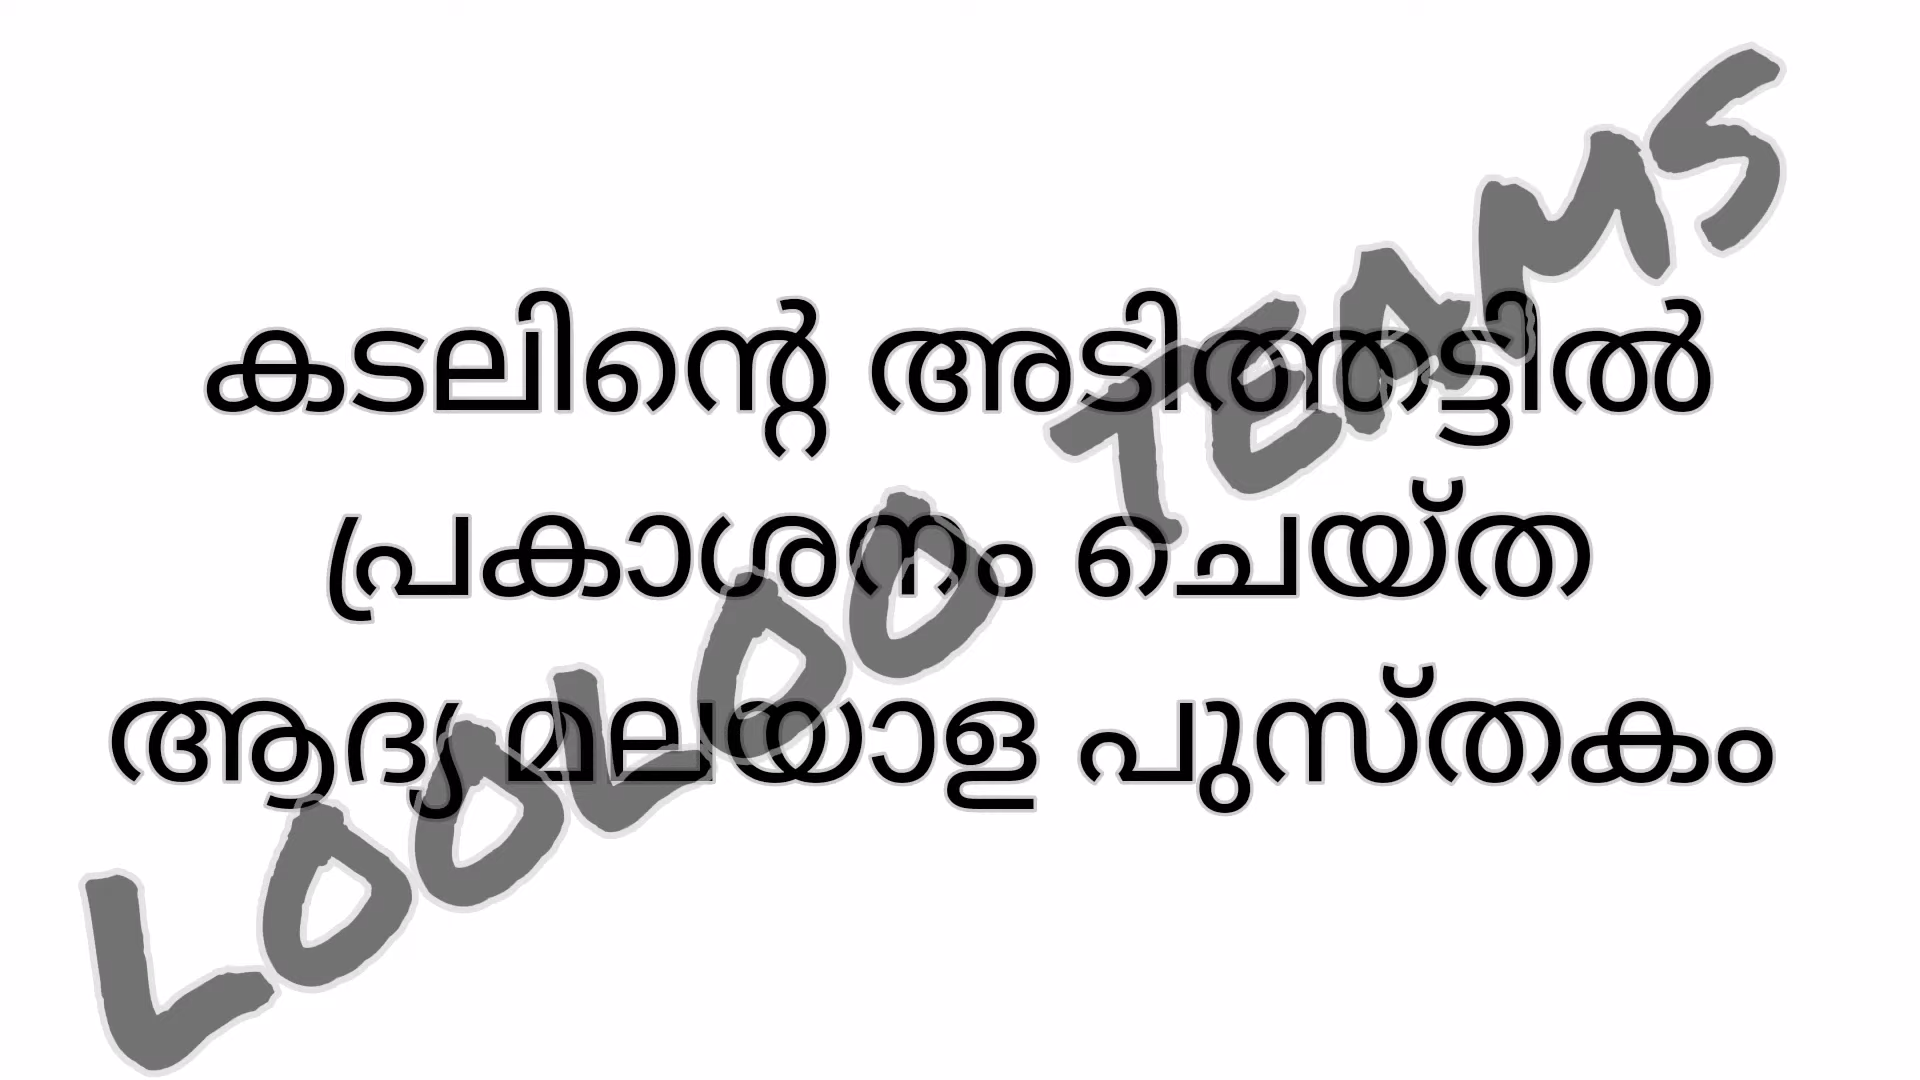 കടലിന്റെ അടിത്തട്ടിൽ
പ്രകാശനം ചെയ്ത
ആദ്യ മലയാള പുസ്തകം
LOOLOO TEAMS